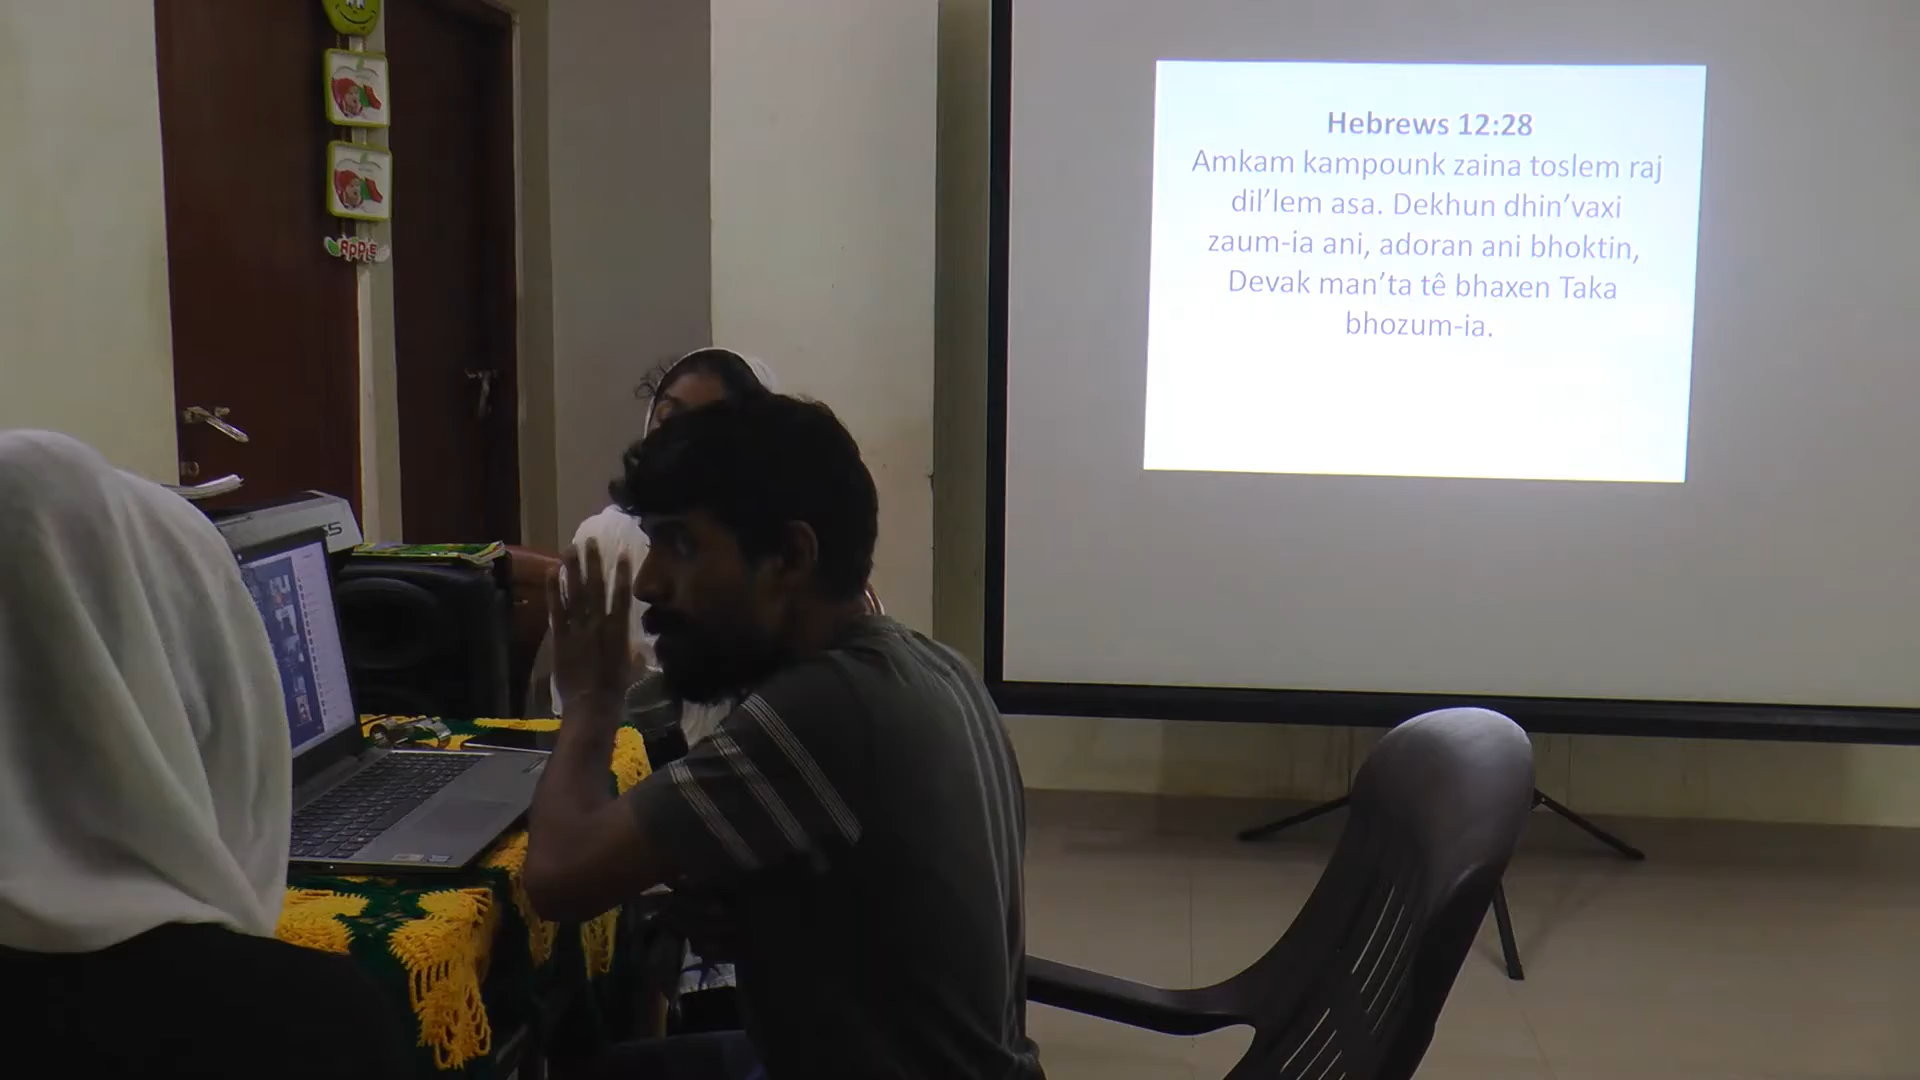 Hebrews 12:28
Amkam kampounk zaina toslem raj
dil’lem asa. Dekhun dhin’vaxi
zaum-ia ani, adoran ani bhoktin,
Devak man’ta tê bhaxen Taka
bhozum-ia.
APPLE